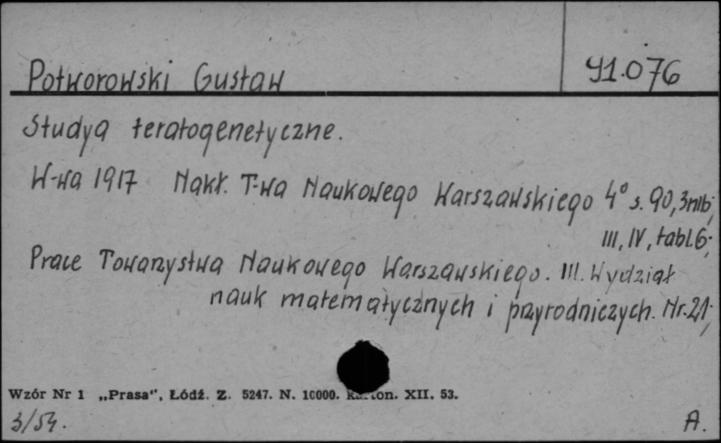 Potworowski Gustaw
41.076
Studya teratogenetyczne.
W-wa 1917 Nakł. T-wa Naukowego Warszawskiego 4° s. 90, 3nlb;
III, IV, tabl. 6;
Prace Towarzystwa Naukowego Warszawskiego. III. Wydział
nauk matematycznych i przyrodniczych. Nr. 21;
Wzór Nr 1 „Prasa", Łódź. Z. 5247. N. 10000. XII. 53.
3/54. A.